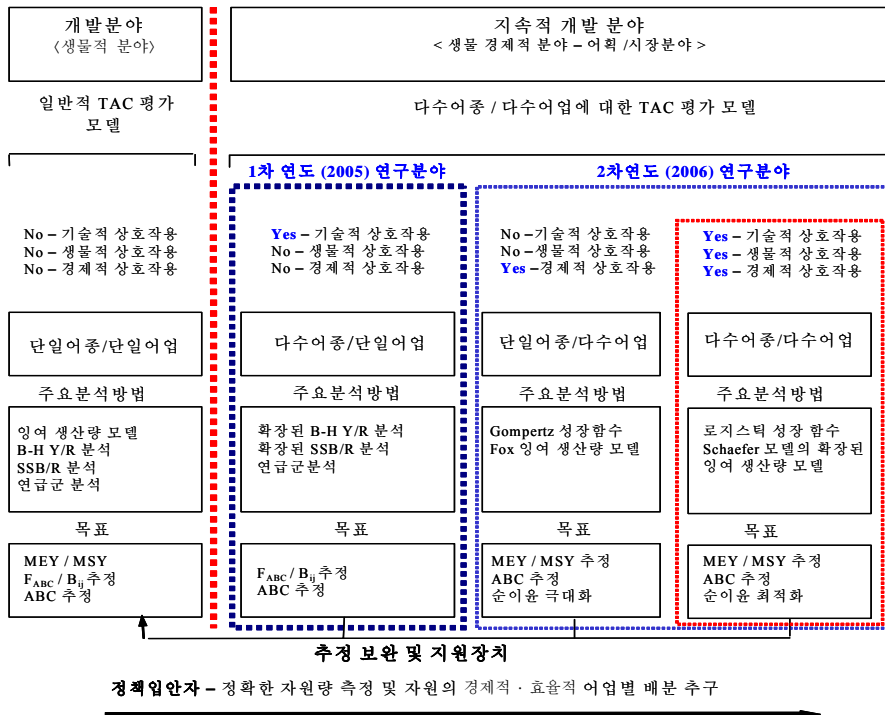 개발분야
〈생물적 분야〉
지속적 개발 분야
< 생물 경제적 분야 – 어획 /시장분야 >
일반적 TAC 평가
모델
다수어종 / 다수어업에 대한 TAC 평가 모델
1차 연도 (2005) 연구분야
2차연도 (2006) 연구분야
No – 기술적 상호작용
No – 생물적 상호작용
No – 경제적 상호작용
Yes – 기술적 상호작용
No – 생물적 상호작용
No – 경제적 상호작용
No – 기술적 상호작용
No – 생물적 상호작용
Yes –경제적 상호작용
Yes – 기술적 상호작용
Yes – 생물적 상호작용
Yes – 경제적 상호작용
단일어종/단일어업
다수어종/단일어업
단일어종/다수어업
다수어종/다수어업
주요분석방법
주요분석방법
주요분석방법
주요분석방법
잉여 생산량 모델
B-H Y/R 분석
SSB/R 분석
연급군 분석
확장된 B-H Y/R 분석
확장된 SSB/R 분석
연급군분석
Gompertz 성장함수
Fox 잉여 생산량 모델
로지스틱 성장 함수
Schaefer 모델의 확장된
잉여 생산량 모델
목표
목표
목표
목표
MEY / MSY
FABC / Bij추정
ABC 추정
FABC / Bij추정
ABC 추정
MEY / MSY 추정
ABC 추정
순이윤 극대화
MEY / MSY 추정
ABC 추정
순이윤 최적화
추정 보완 및 지원장치
정책입안자 – 정확한 자원량 측정 및 자원의 경제적 · 효율적 어업별 배분 추구